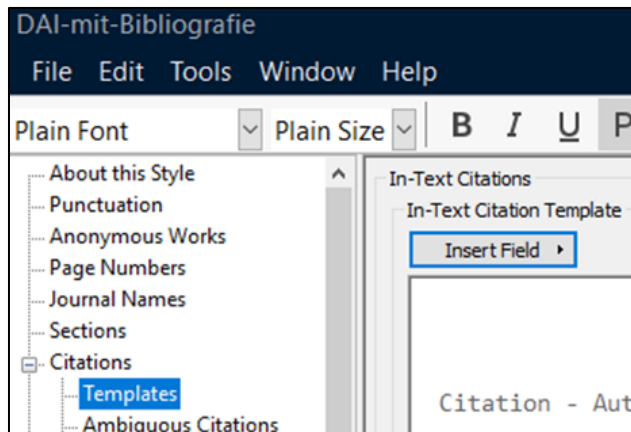 DAI-mit-Bibliografie
File Edit Tools Window Help
Plain Font Plain Size B I U P
About this Style
Punctuation
Anonymous Works
Page Numbers
Journal Names
Sections
Citations
Templates
Ambiguous Citations
In-Text Citations
In-Text Citation Template
Insert Field
Citation - Aut